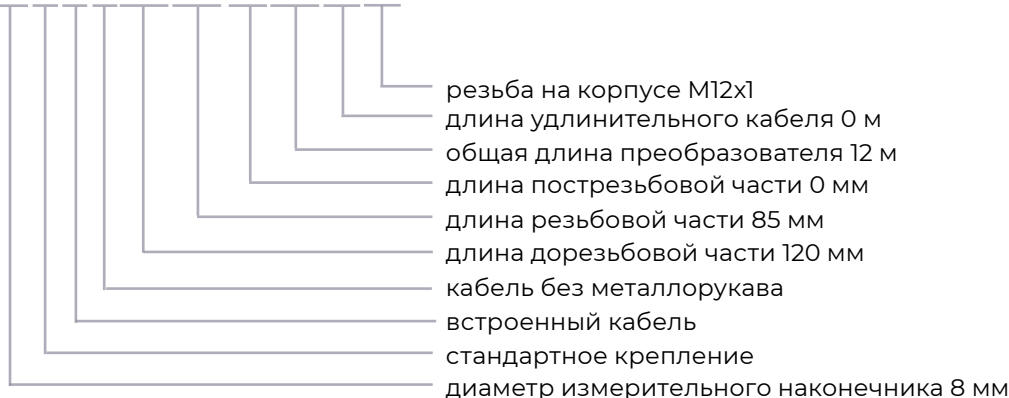 резьба на корпусе М12х1
длина удлинительного кабеля 0 м
общая длина преобразователя 12 м
длина пострезьбовой части 0 мм
длина резьбовой части 85 мм
длина дорезьбовой части 120 мм
кабель без металлорукава
встроенный кабель
стандартное крепление
диаметр измерительного наконечника 8 мм